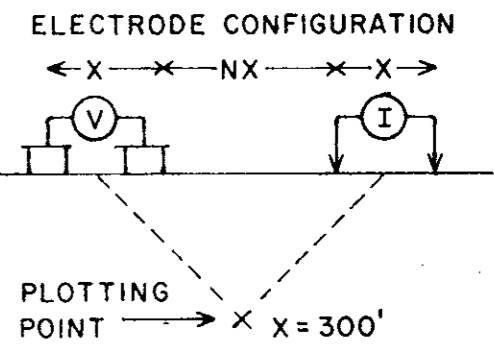 ELECTRODE CONFIGURATION
X NX X
V I
PLOTTING
POINT X X = 300'